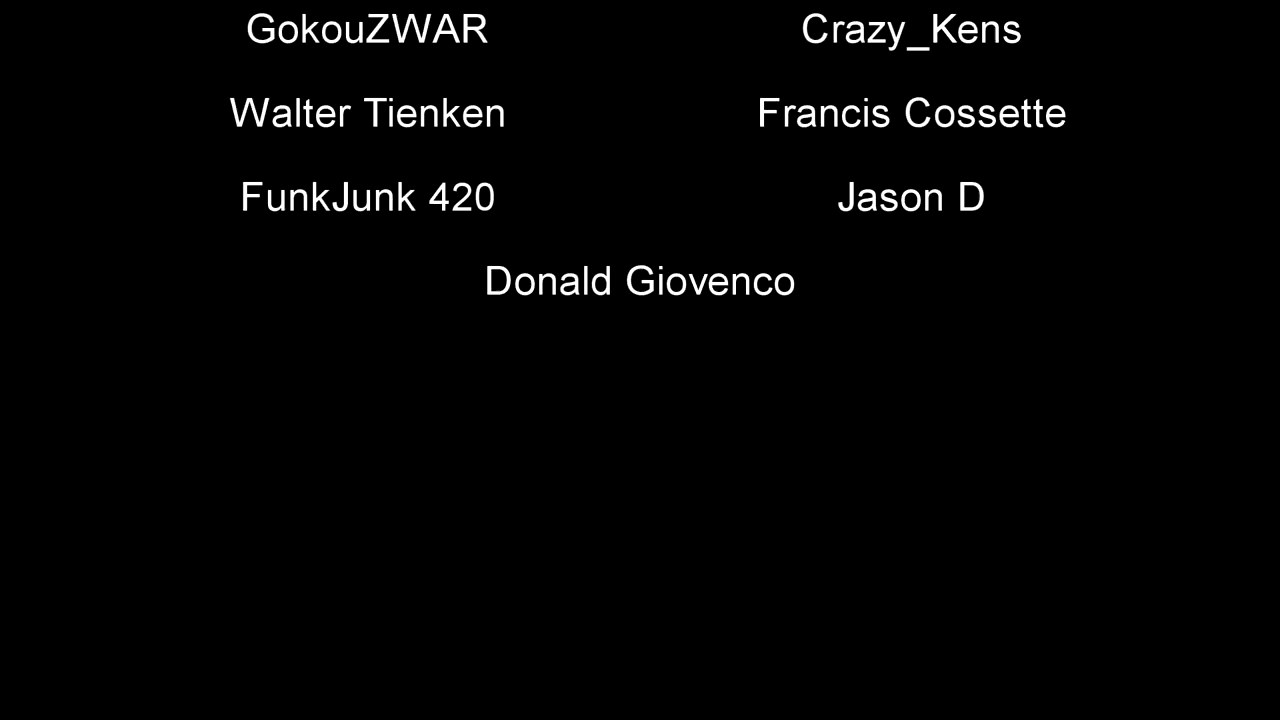 GokouZWAR Crazy_Kens
Walter Tienken Francis Cossette
FunkJunk 420 Jason D
Donald Giovenco